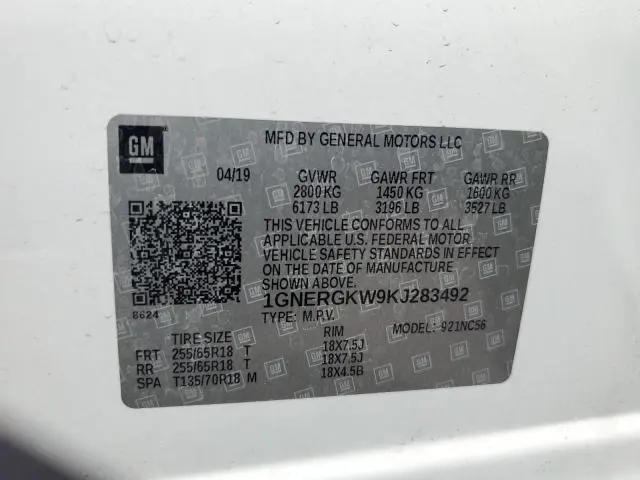 GM
MFD BY GENERAL MOTORS LLC
04/19 GVWR GAWR FRT GAWR RR
2800 KG 1450 KG 1600 KG
6173 LB 3196 LB 3527 LB
THIS VEHICLE CONFORMS TO ALL
APPLICABLE U.S. FEDERAL MOTOR
VEHICLE SAFETY STANDARDS IN EFFECT
ON THE DATE OF MANUFACTURE
SHOWN ABOVE.
1GNERGKW9KJ283492
8624
TYPE: M.P.V. MODEL: 921NC56
TIRE SIZE RIM
FRT 255/65R18 T 18X7.5J
RR 255/65R18 T 18X7.5J
SPA T135/70R18 M 18X4.5B